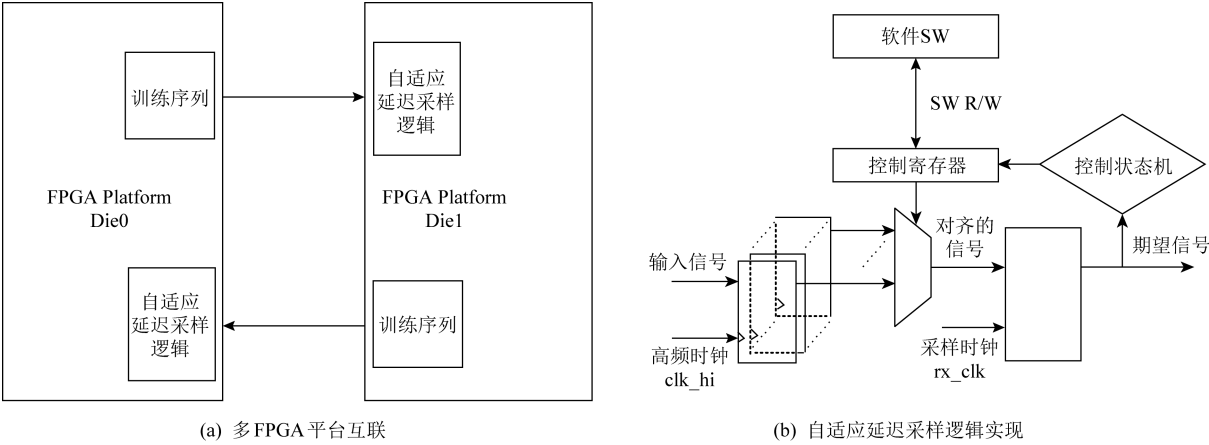 训练序列
自适应
延迟采样
逻辑
FPGA Platform
Die0
FPGA Platform
Die1
自适应
延迟采样
逻辑
训练序列
(a) 多FPGA平台互联
软件SW
SW R/W
控制寄存器
控制状态机
输入信号
对齐的
信号
期望信号
高频时钟
clk_hi
采样时钟
rx_clk
(b) 自适应延迟采样逻辑实现